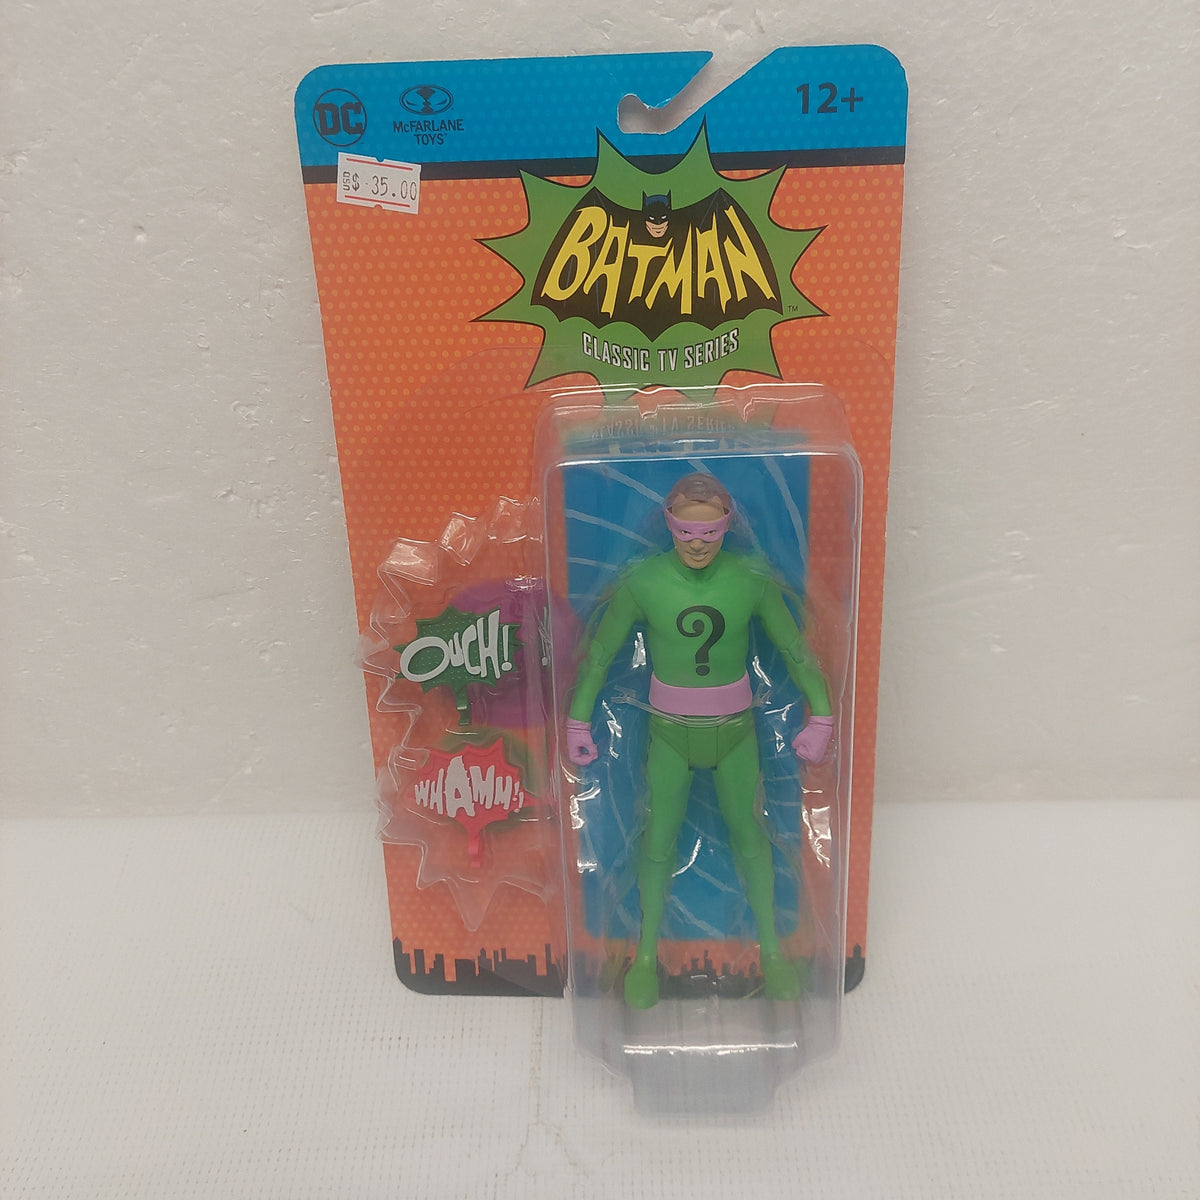 DC
McFARLANE
TOYS
12+
USD $ 35.00
BATMAN
TM
CLASSIC TV SERIES
?
OUCH!
WHAMM!